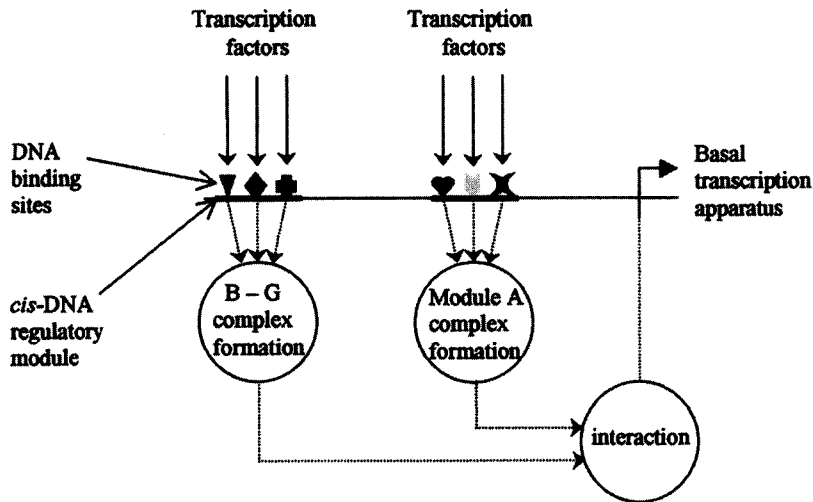 Transcription
factors
Transcription
factors
DNA
binding
sites
Basal
transcription
apparatus
cis-DNA
regulatory
module
B – G
complex
formation
Module A
complex
formation
interaction